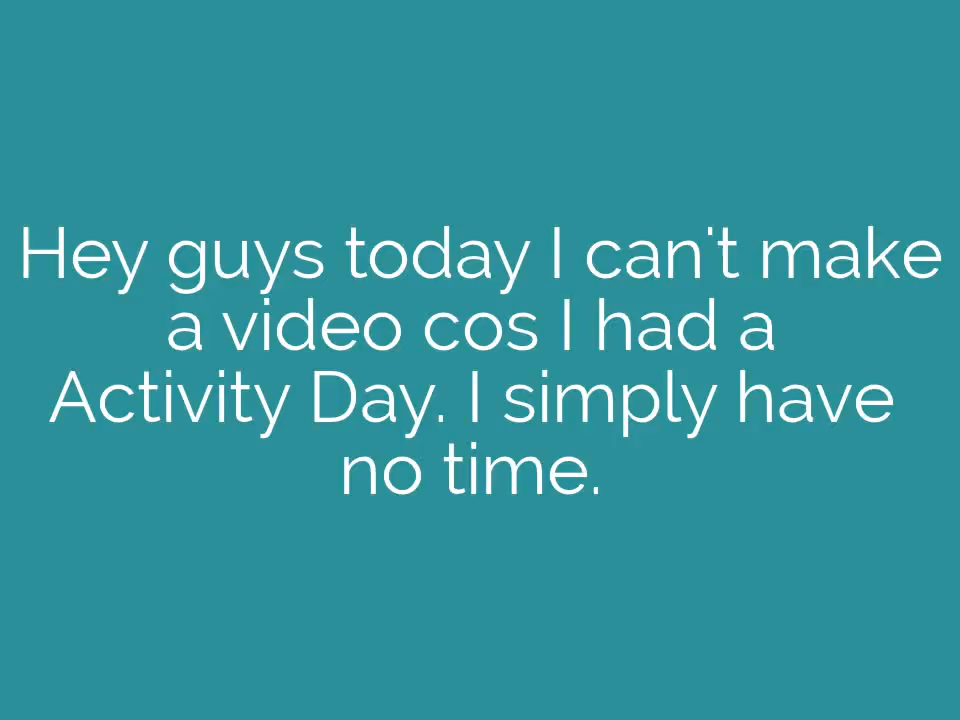 Hey guys today I can't make
a video cos I had a
Activity Day. I simply have
no time.